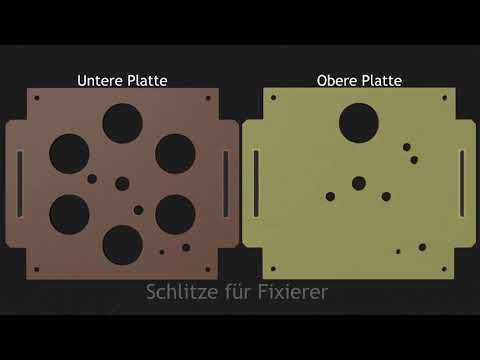 Untere Platte
Obere Platte
Schlitze für Fixierer